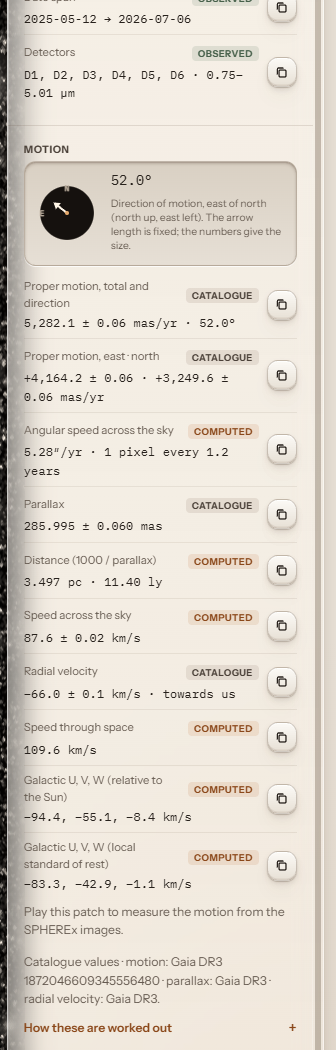 2025-05-12 → 2026-07-06
Detectors
OBSERVED
D1, D2, D3, D4, D5, D6 · 0.75–
5.01 µm
MOTION
N
E
52.0°
Direction of motion, east of north
(north up, east left). The arrow
length is fixed; the numbers give the
size.
Proper motion, total and
direction
CATALOGUE
5,282.1 ± 0.06 mas/yr · 52.0°
Proper motion, east · north
CATALOGUE
+4,164.2 ± 0.06 · +3,249.6 ±
0.06 mas/yr
Angular speed across the sky
COMPUTED
5.28″/yr · 1 pixel every 1.2
years
Parallax
CATALOGUE
285.995 ± 0.060 mas
Distance (1000 / parallax)
COMPUTED
3.497 pc · 11.40 ly
Speed across the sky
COMPUTED
87.6 ± 0.02 km/s
Radial velocity
CATALOGUE
−66.0 ± 0.1 km/s · towards us
Speed through space
COMPUTED
109.6 km/s
Galactic U, V, W (relative to
the Sun)
COMPUTED
−94.4, −55.1, −8.4 km/s
Galactic U, V, W (local
standard of rest)
COMPUTED
−83.3, −42.9, −1.1 km/s
Play this patch to measure the motion from the
SPHEREx images.
Catalogue values · motion: Gaia DR3
1872046609345556480 · parallax: Gaia DR3 ·
radial velocity: Gaia DR3.
How these are worked out +